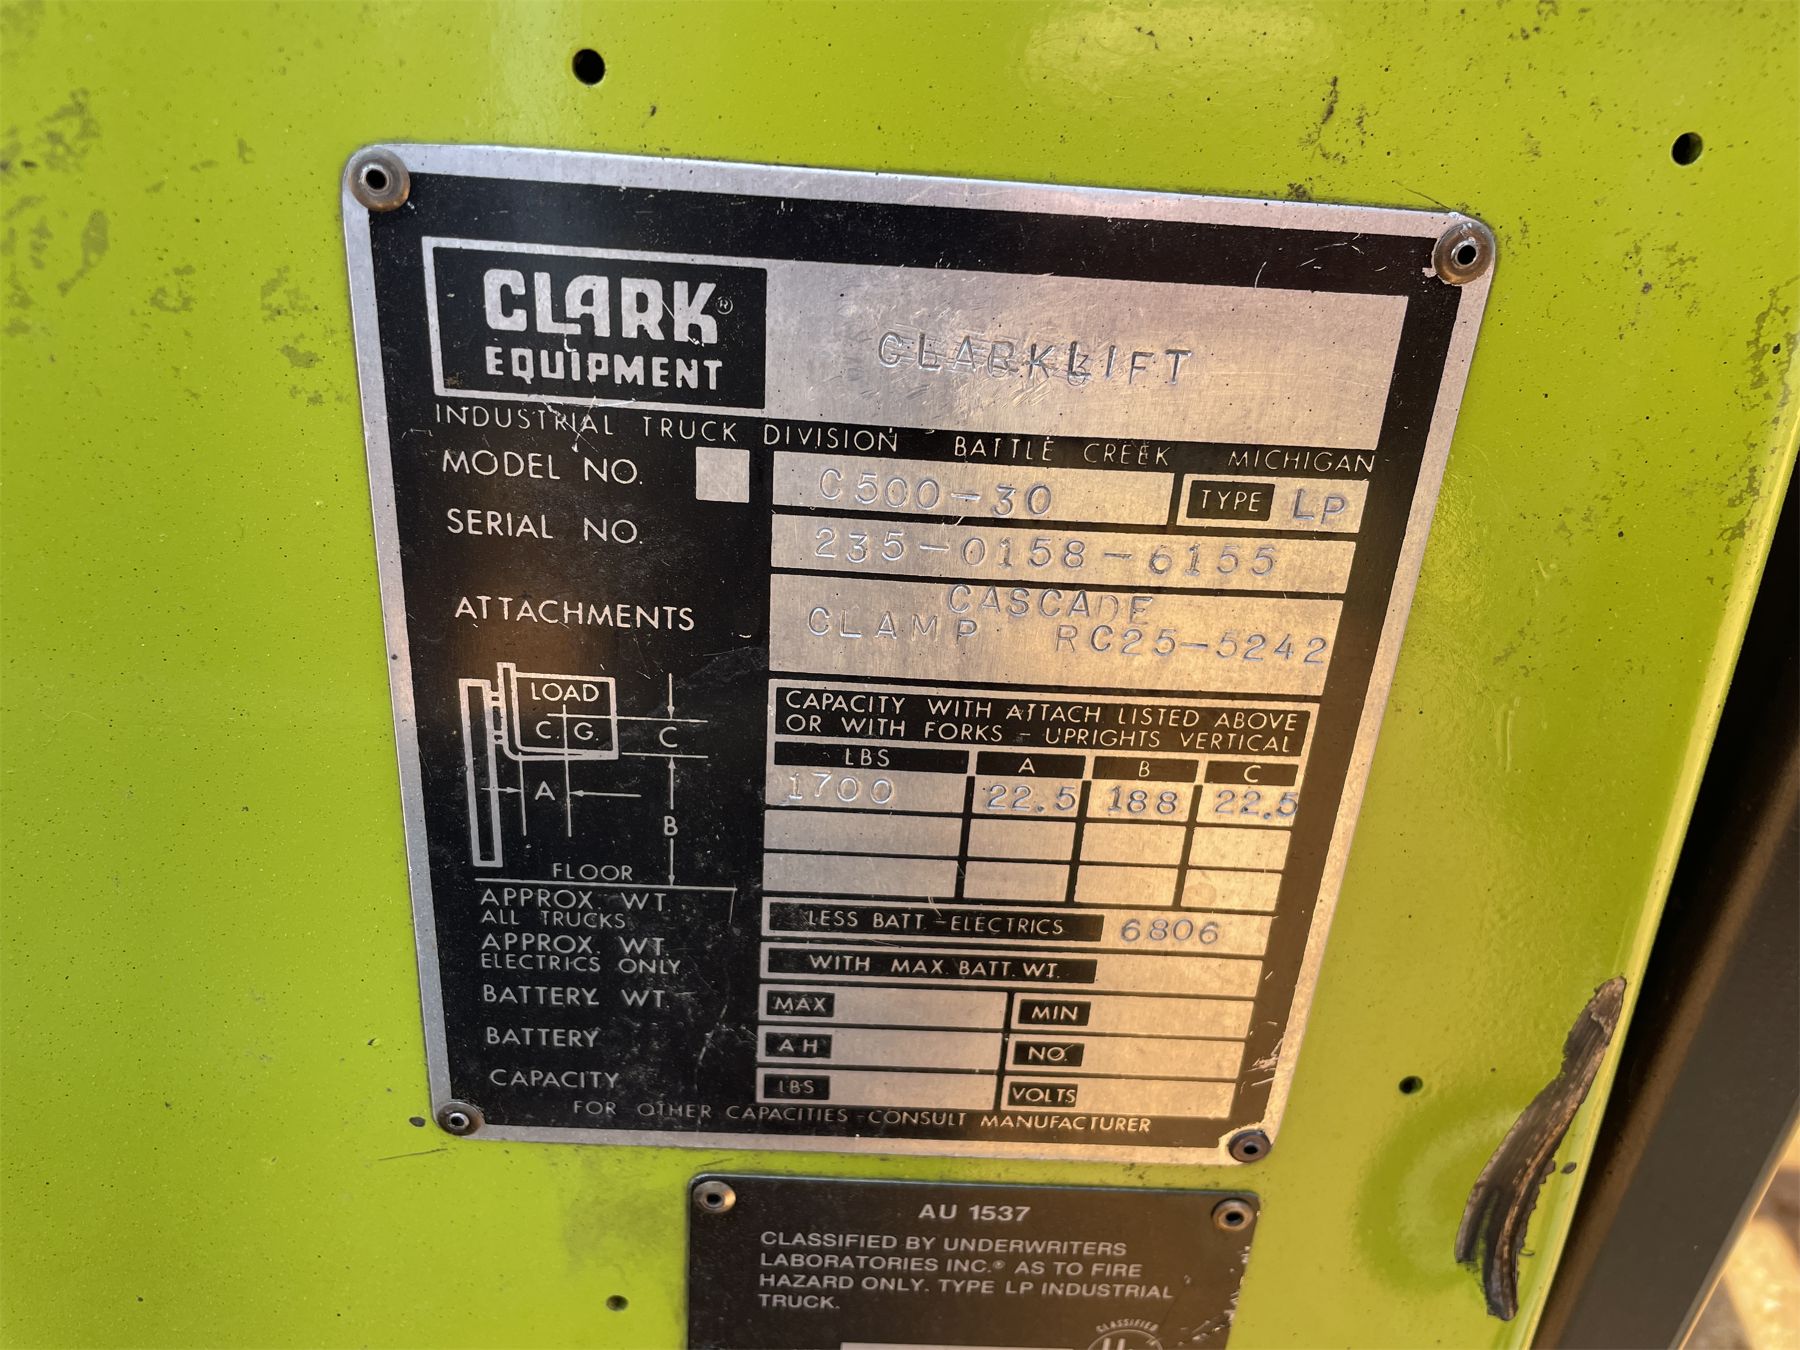 CLARK®
EQUIPMENT
CLARKLIFT
INDUSTRIAL TRUCK DIVISION BATTLE CREEK MICHIGAN
MODEL NO. C500-30 TYPE LP
SERIAL NO. 235-0158-6155
ATTACHMENTS
CASCADE
CLAMP RC25-5242
LOAD
C. G.
C
A
B
FLOOR
CAPACITY WITH ATTACH LISTED ABOVE
OR WITH FORKS - UPRIGHTS VERTICAL
LBS A B C
1700 22.5 188 22.5
APPROX. WT
ALL TRUCKS
LESS BATT.-ELECTRICS 6806
APPROX. WT
ELECTRICS ONLY
WITH MAX. BATT. WT.
BATTERY WT MAX MIN
BATTERY A H NO.
CAPACITY LBS VOLTS
FOR OTHER CAPACITIES - CONSULT MANUFACTURER
AU 1537
CLASSIFIED BY UNDERWRITERS
LABORATORIES INC.® AS TO FIRE
HAZARD ONLY. TYPE LP INDUSTRIAL
TRUCK.
CLASSIFIED